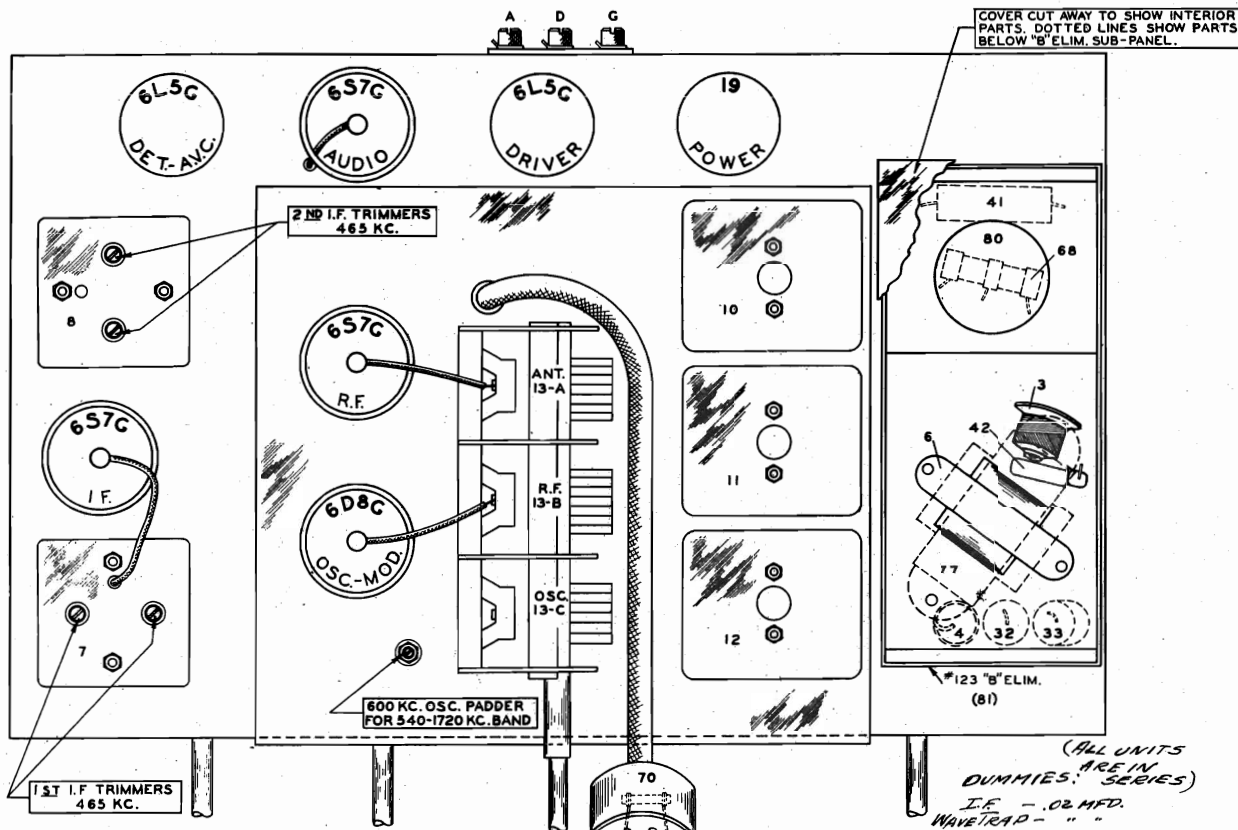 A D G
COVER CUT AWAY TO SHOW INTERIOR
PARTS. DOTTED LINES SHOW PARTS
BELOW "B" ELIM. SUB-PANEL.
6L5G
DET.-A.V.C.
6S7G
AUDIO
6L5G
DRIVER
19
POWER
2ND I.F. TRIMMERS
465 KC.
8
6S7G
R.F.
6S7G
I.F.
6D8G
OSC.-MOD.
7
ANT.
13-A
R.F.
13-B
OSC.
13-C
10
11
12
41
80
68
3
42
6
77
4
32
33
#123 "B" ELIM.
(81)
600 KC. OSC. PADDER
FOR 540-1720 KC. BAND
1ST I.F TRIMMERS
465 KC.
70
(ALL UNITS
ARE IN
DUMMIES: SERIES)
I.F. - .02 MFD.
WAVETRAP - " "